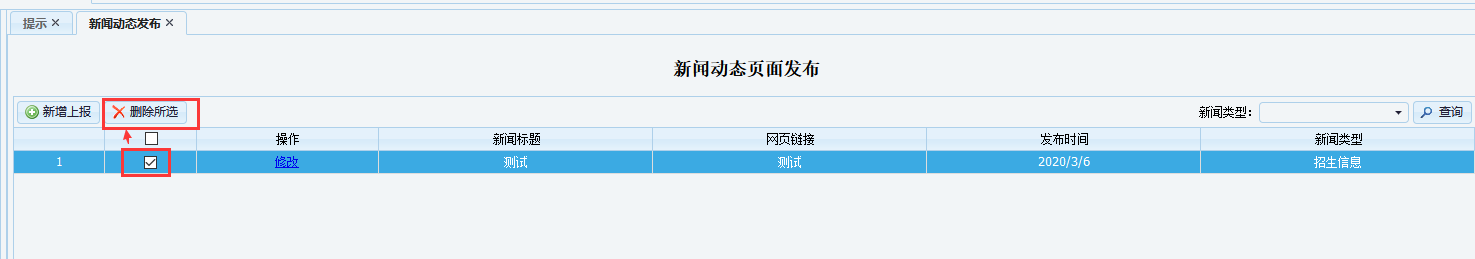 提示 新闻动态发布
新闻动态页面发布
新增上报 删除所选 新闻类型： 查询
操作 新闻标题 网页链接 发布时间 新闻类型
1 修改 测试 测试 2020/3/6 招生信息